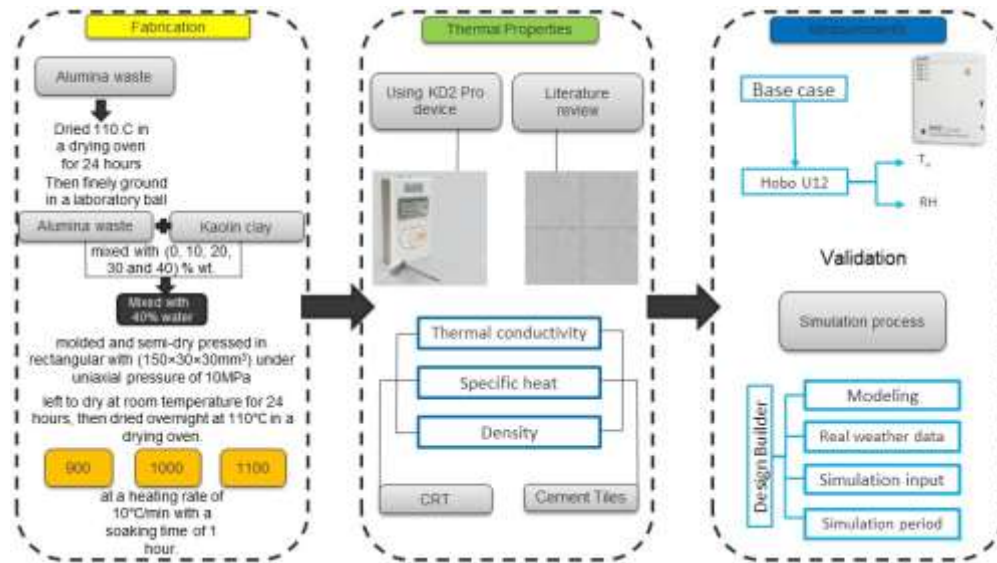 Fabrication
Alumina waste
Dried 110.C in
a drying oven
for 24 hours
Then finely ground
in a laboratory ball
Alumina waste
Kaolin clay
mixed with (0, 10, 20,
30 and 40) % wt.
Mixed with
40% water
molded and semi-dry pressed in
rectangular with (150×30×30mm³) under
uniaxial pressure of 10MPa
left to dry at room temperature for 24
hours, then dried overnight at 110°C in a
drying oven.
900
1000
1100
at a heating rate of
10°C/min with a
soaking time of 1
hour.
Thermal Properties
Using KD2 Pro
device
Literature
review
Thermal conductivity
Specific heat
Density
CRT
Cement Tiles
Base case
Hobo U12
RH
Validation
Simulation process
Design Builder
Modeling
Real weather data
Simulation input
Simulation period